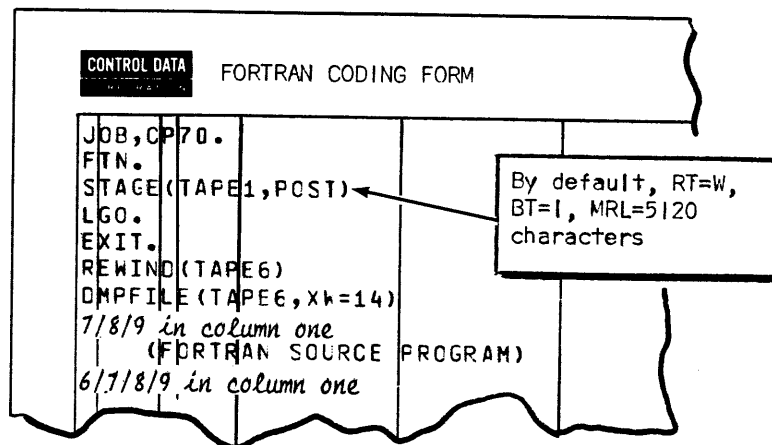 CONTROL DATA
FORTRAN CODING FORM
JOB,CP70.
FTN.
STAGE(TAPE1,POST)
LGO.
EXIT.
REWIND(TAPE6)
DMPFILE(TAPE6,Xh=14)
7/8/9 in column one
(FORTRAN SOURCE PROGRAM)
6/7/8/9 in column one
By default, RT=W,
BT=I, MRL=5120
characters